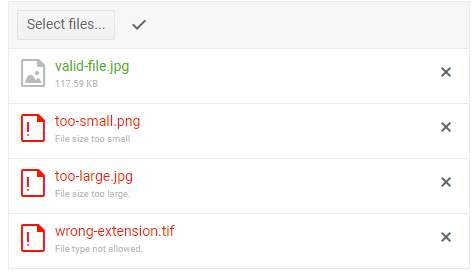 Select files...
valid-file.jpg
117.59 KB
too-small.png
File size too small
too-large.jpg
File size too large.
wrong-extension.tif
File type not allowed.